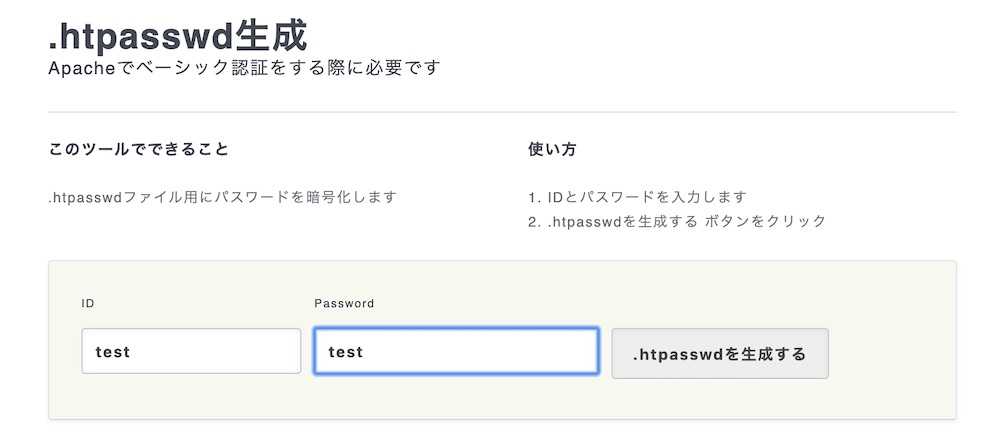 .htpasswd生成
Apacheでベーシック認証をする際に必要です
このツールでできること
.htpasswdファイル用にパスワードを暗号化します
使い方
1. IDとパスワードを入力します
2. .htpasswdを生成する ボタンをクリック
ID
Password
test
test
.htpasswdを生成する